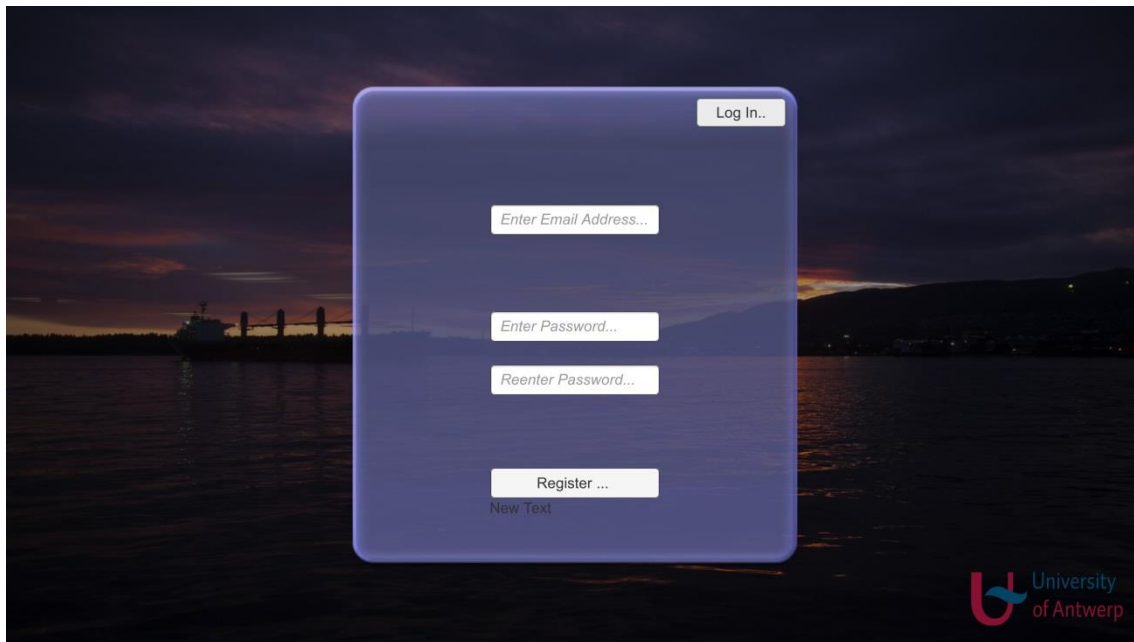 Log In..
Enter Email Address...
Enter Password...
Reenter Password...
Register ...
New Text
University
of Antwerp